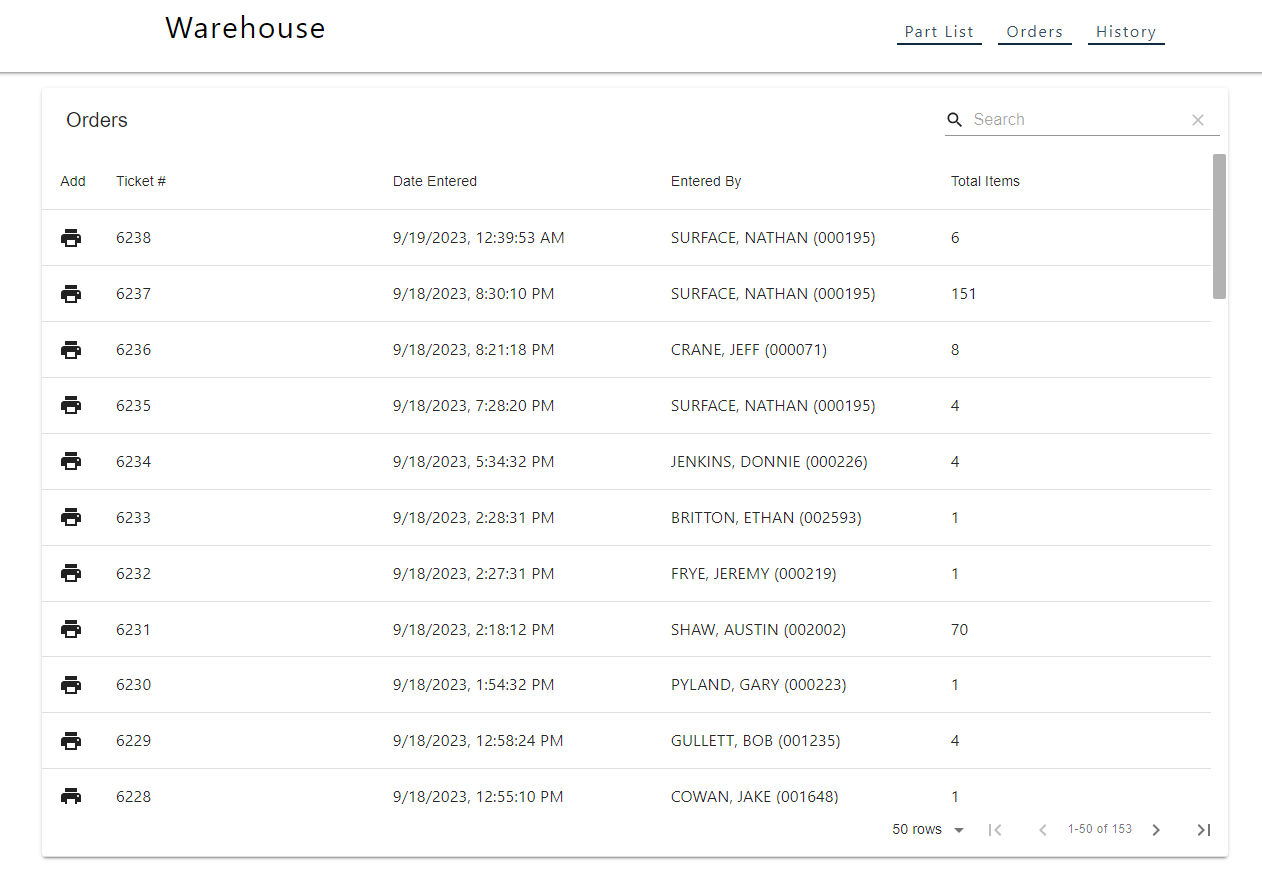 Warehouse
Part List Orders History
Orders
Search
Add Ticket # Date Entered Entered By Total Items
6238 9/19/2023, 12:39:53 AM SURFACE, NATHAN (000195) 6
6237 9/18/2023, 8:30:10 PM SURFACE, NATHAN (000195) 151
6236 9/18/2023, 8:21:18 PM CRANE, JEFF (000071) 8
6235 9/18/2023, 7:28:20 PM SURFACE, NATHAN (000195) 4
6234 9/18/2023, 5:34:32 PM JENKINS, DONNIE (000226) 4
6233 9/18/2023, 2:28:31 PM BRITTON, ETHAN (002593) 1
6232 9/18/2023, 2:27:31 PM FRYE, JEREMY (000219) 1
6231 9/18/2023, 2:18:12 PM SHAW, AUSTIN (002002) 70
6230 9/18/2023, 1:54:32 PM PYLAND, GARY (000223) 1
6229 9/18/2023, 12:58:24 PM GULLETT, BOB (001235) 4
6228 9/18/2023, 12:55:10 PM COWAN, JAKE (001648) 1
50 rows 1-50 of 153